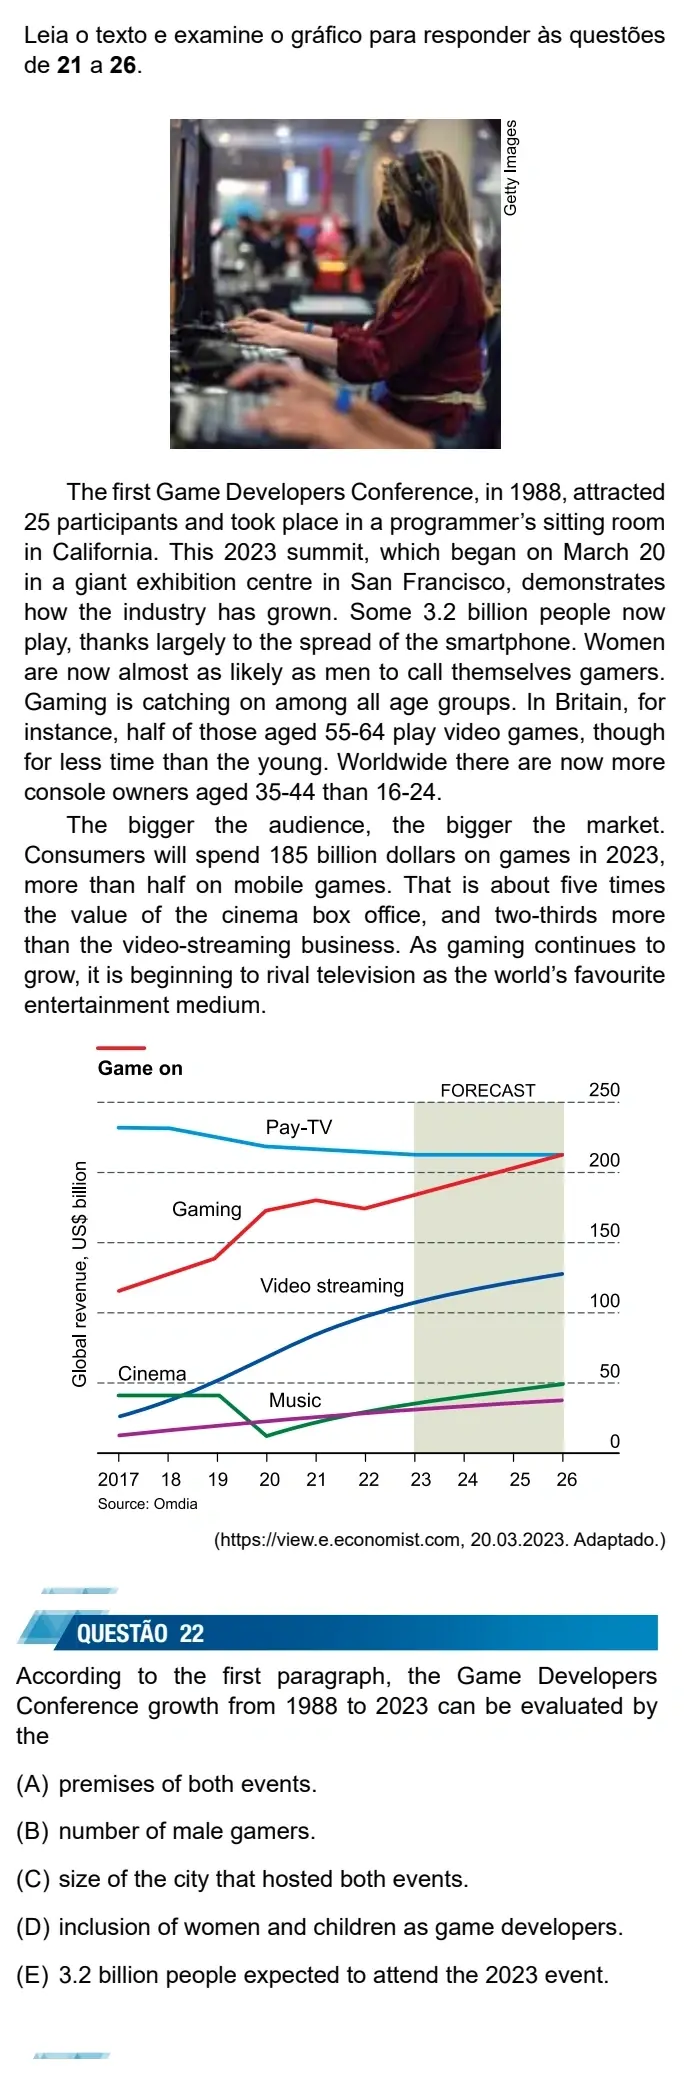 Leia o texto e examine o gráfico para responder às questões
de 21 a 26.
Getty Images
The first Game Developers Conference, in 1988, attracted
25 participants and took place in a programmer's sitting room
in California. This 2023 summit, which began on March 20
in a giant exhibition centre in San Francisco, demonstrates
how the industry has grown. Some 3.2 billion people now
play, thanks largely to the spread of the smartphone. Women
are now almost as likely as men to call themselves gamers.
Gaming is catching on among all age groups. In Britain, for
instance, half of those aged 55-64 play video games, though
for less time than the young. Worldwide there are now more
console owners aged 35-44 than 16-24.
The bigger the audience, the bigger the market.
Consumers will spend 185 billion dollars on games in 2023,
more than half on mobile games. That is about five times
the value of the cinema box office, and two-thirds more
than the video-streaming business. As gaming continues to
grow, it is beginning to rival television as the world's favourite
entertainment medium.
Game on
FORECAST 250
Pay-TV
200
Gaming
150
Video streaming
100
Global revenue, US$ billion
Cinema 50
Music
0
2017 18 19 20 21 22 23 24 25 26
Source: Omdia
(https://view.e.economist.com, 20.03.2023. Adaptado.)
QUESTÃO 22
According to the first paragraph, the Game Developers
Conference growth from 1988 to 2023 can be evaluated by
the
(A) premises of both events.
(B) number of male gamers.
(C) size of the city that hosted both events.
(D) inclusion of women and children as game developers.
(E) 3.2 billion people expected to attend the 2023 event.